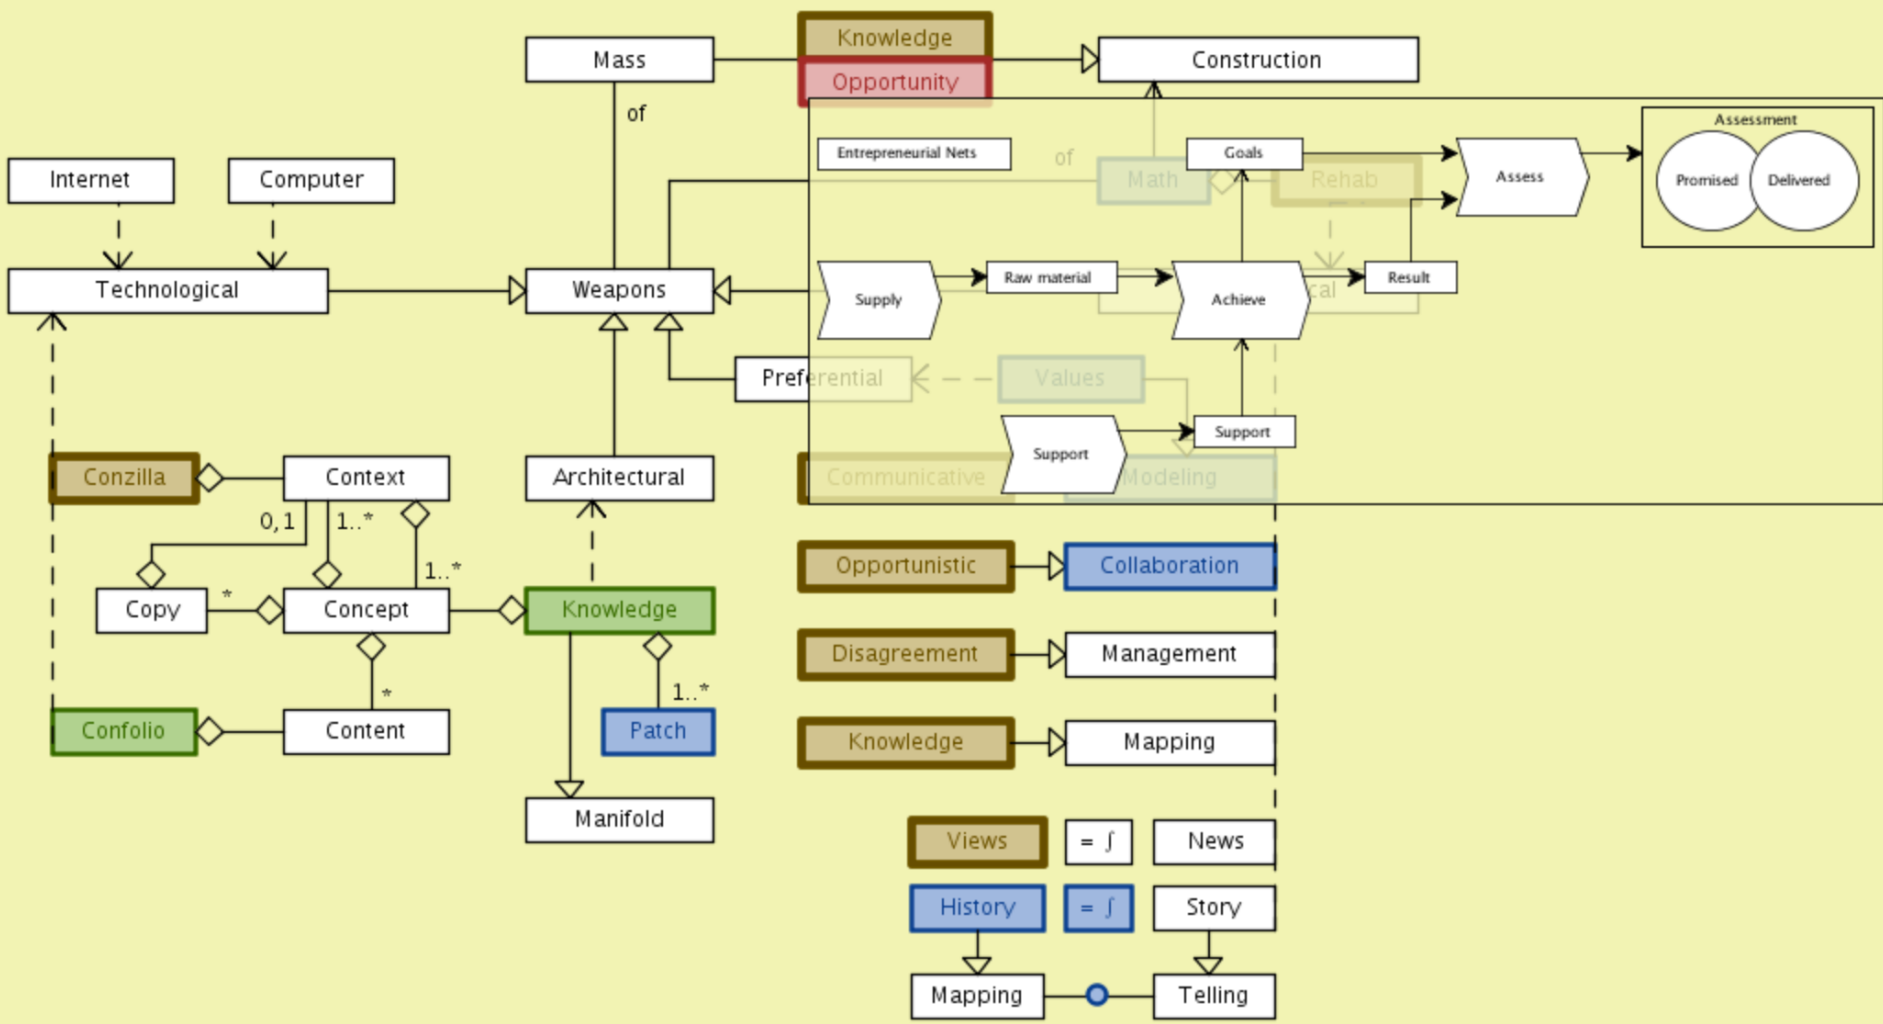 Knowledge
Mass
Construction
Opportunity
of
Assessment
Entrepreneurial Nets
Goals
of
Internet
Computer
Math
Rehab
Assess
Promised
Delivered
Technological
Weapons
Supply
Raw material
Achieve
Result
cal
Preferential
Values
Support
Support
Conzilla
Context
Architectural
Communicative
Modeling
0,1
1..*
1..*
Opportunistic
Collaboration
Copy
*
Concept
Knowledge
Disagreement
Management
*
1..*
Confolio
Content
Patch
Knowledge
Mapping
Manifold
Views
= ∫
News
History
= ∫
Story
Mapping
Telling